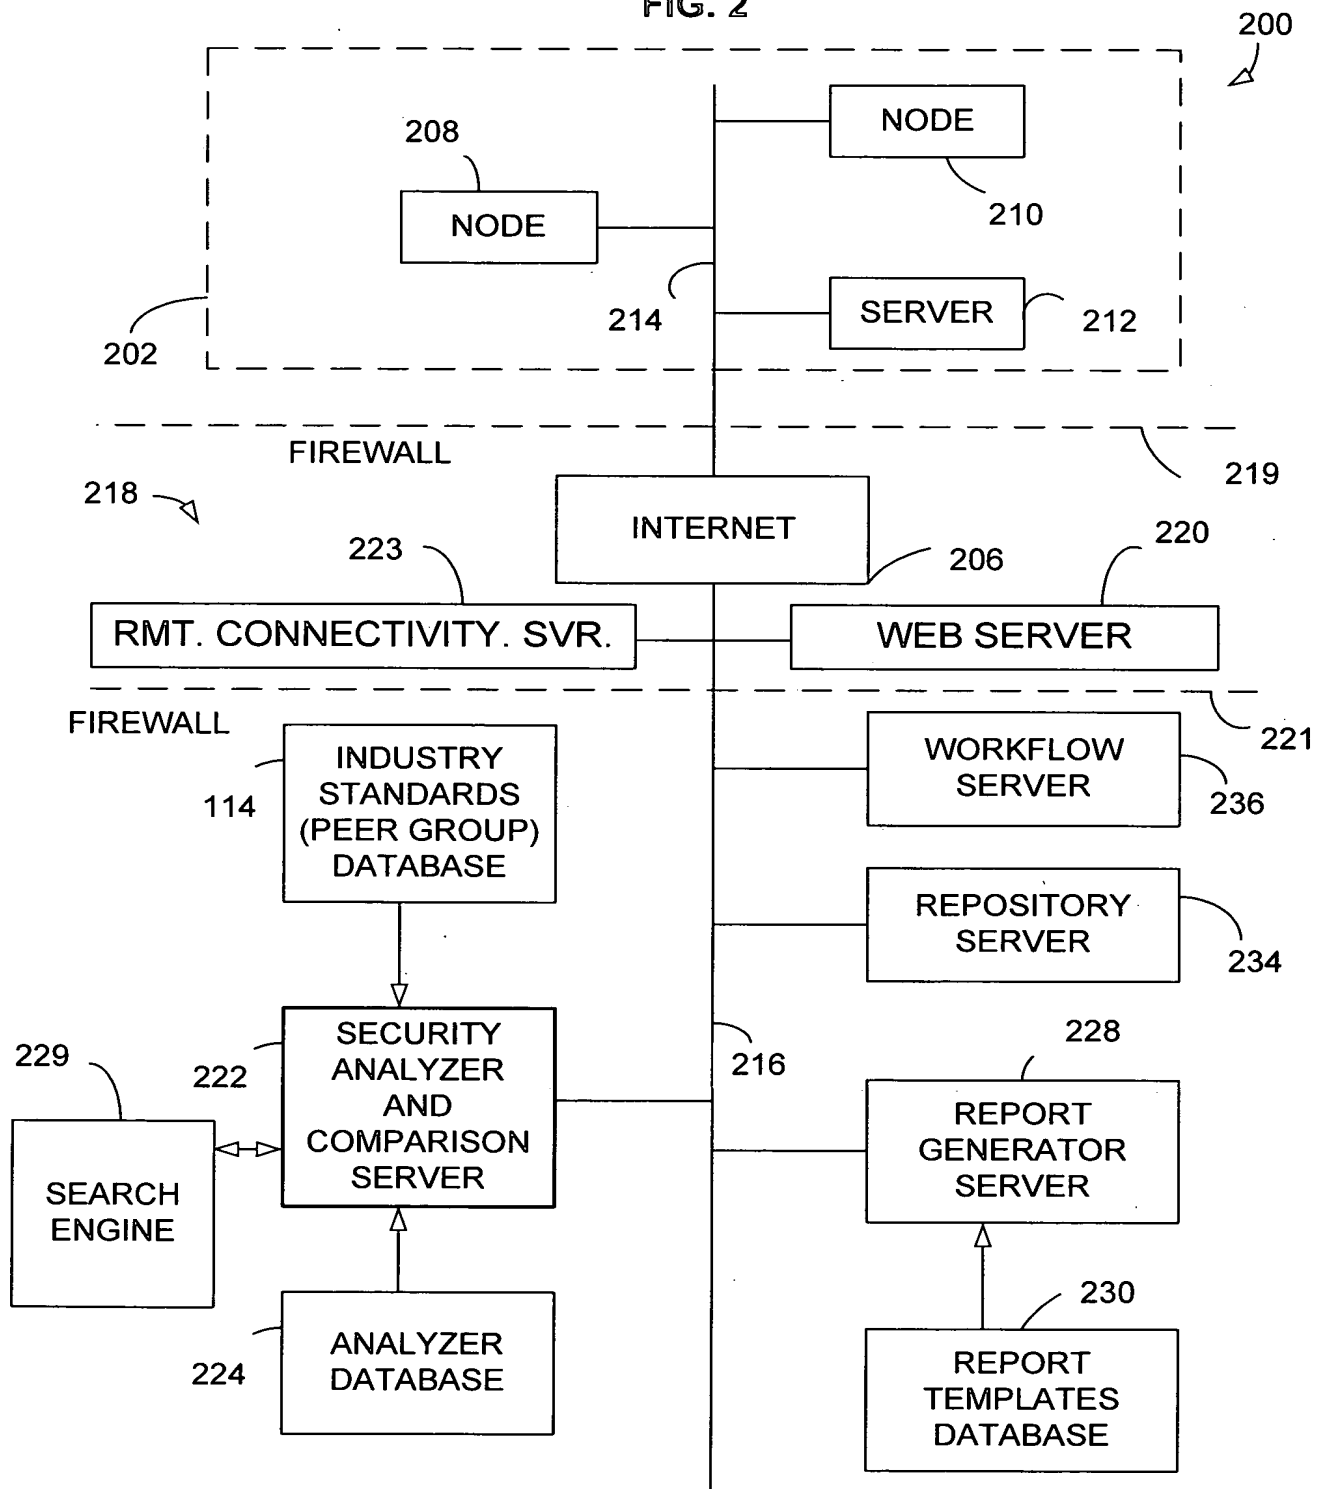 FIG. 2
200
NODE
208
210
NODE
214
SERVER
212
202
FIREWALL
219
218
INTERNET
223
220
206
RMT. CONNECTIVITY. SVR.
WEB SERVER
FIREWALL
221
INDUSTRY
STANDARDS
(PEER GROUP)
DATABASE
114
WORKFLOW
SERVER
236
REPOSITORY
SERVER
234
SECURITY
ANALYZER
AND
COMPARISON
SERVER
222
216
228
229
REPORT
GENERATOR
SERVER
SEARCH
ENGINE
230
ANALYZER
DATABASE
224
REPORT
TEMPLATES
DATABASE